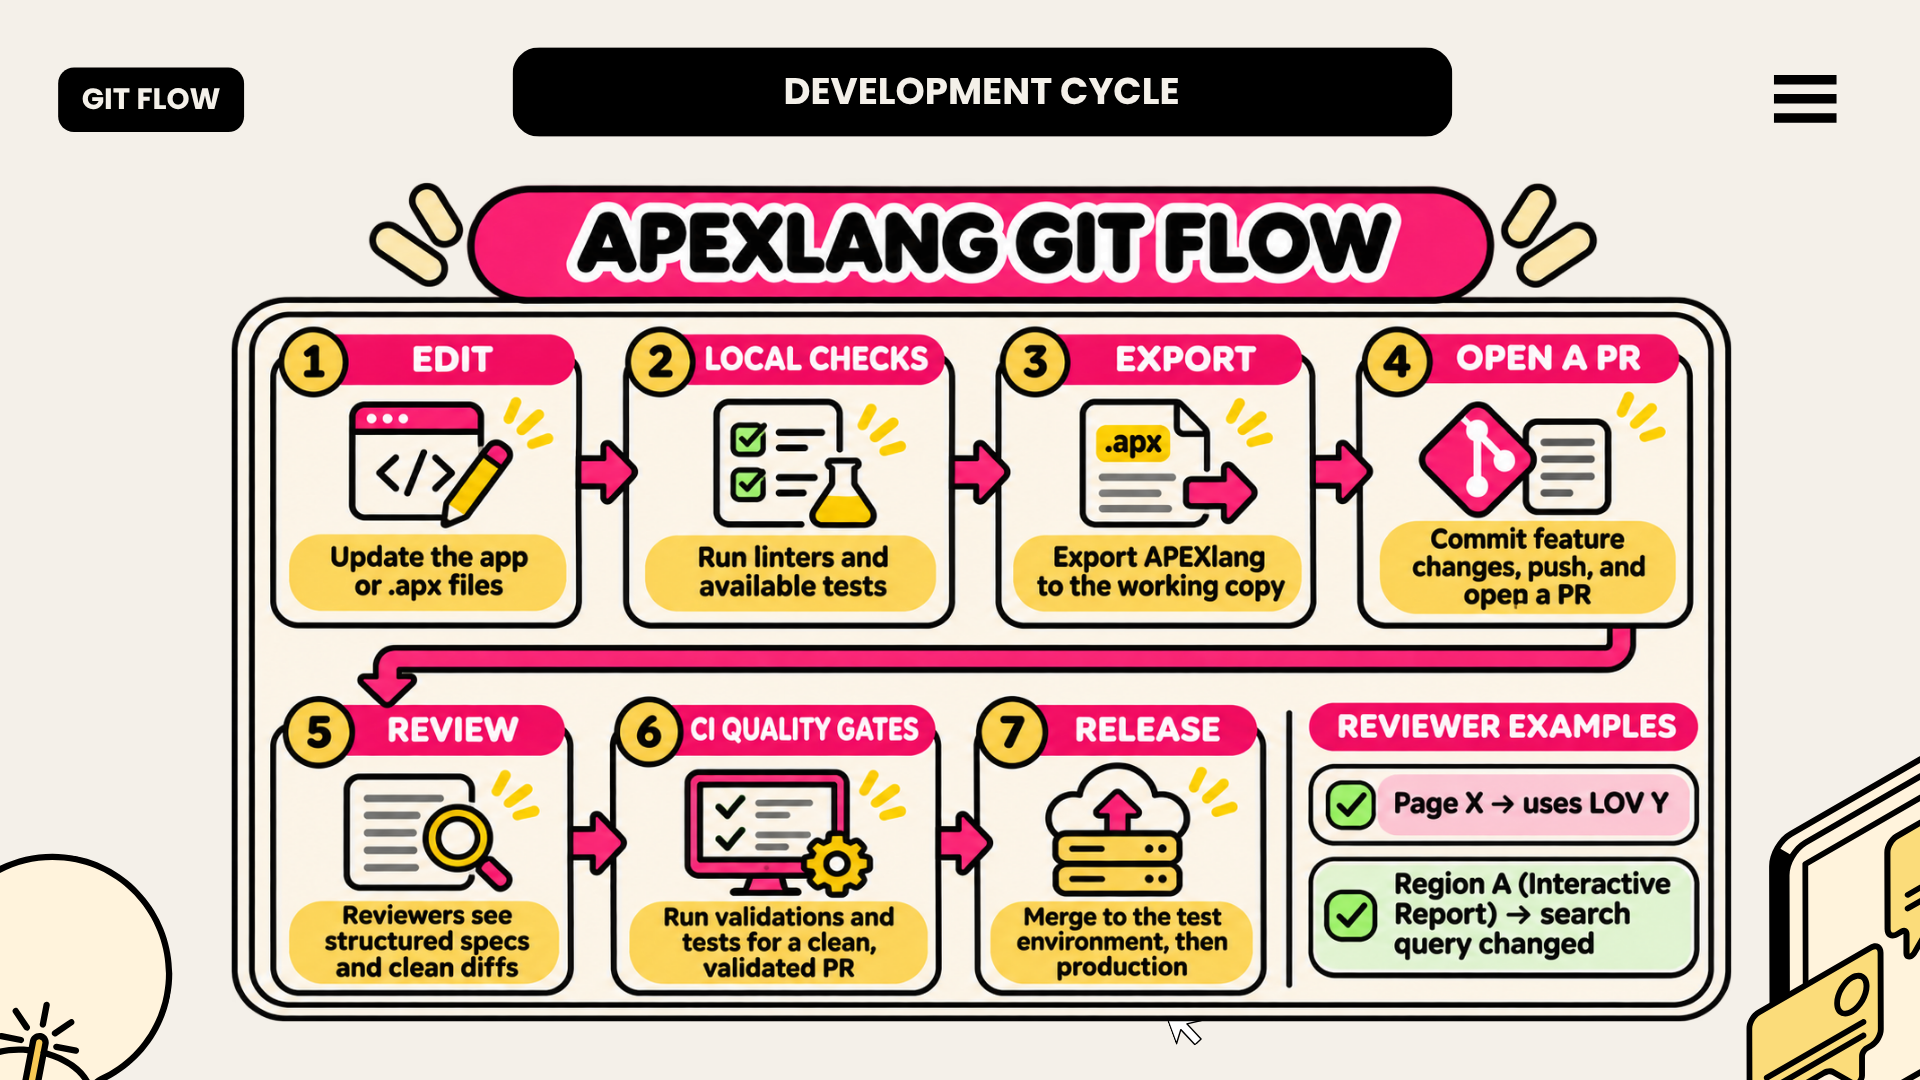 GIT FLOW
DEVELOPMENT CYCLE
APEXLANG GIT FLOW
1
EDIT
Update the app
or .apx files
2
LOCAL CHECKS
Run linters and
available tests
3
EXPORT
.apx
Export APEXlang
to the working copy
4
OPEN A PR
Commit feature
changes, push, and
open a PR
5
REVIEW
Reviewers see
structured specs
and clean diffs
6
CI QUALITY GATES
Run validations and
tests for a clean,
validated PR
7
RELEASE
Merge to the test
environment, then
production
REVIEWER EXAMPLES
Page X → uses LOV Y
Region A (Interactive
Report) → search
query changed